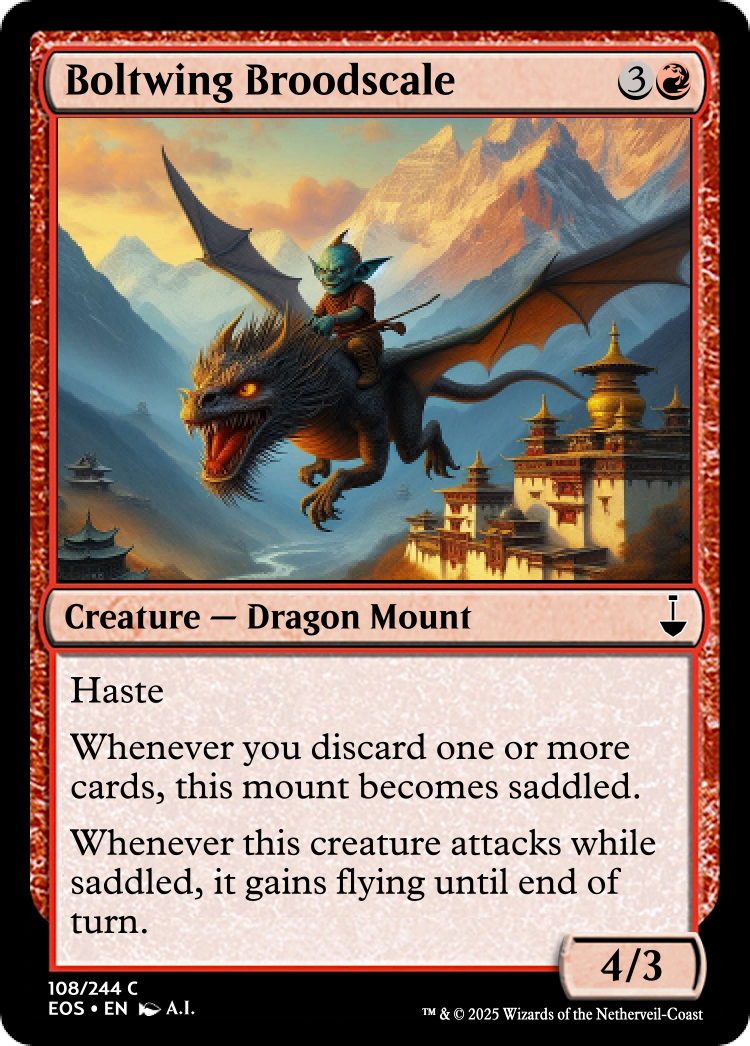 Boltwing Broodscale 3
Creature — Dragon Mount
Haste
Whenever you discard one or more
cards, this mount becomes saddled.
Whenever this creature attacks while
saddled, it gains flying until end of
turn.
4/3
108/244 C
EOS • EN A.I.
™ & © 2025 Wizards of the Netherveil-Coast